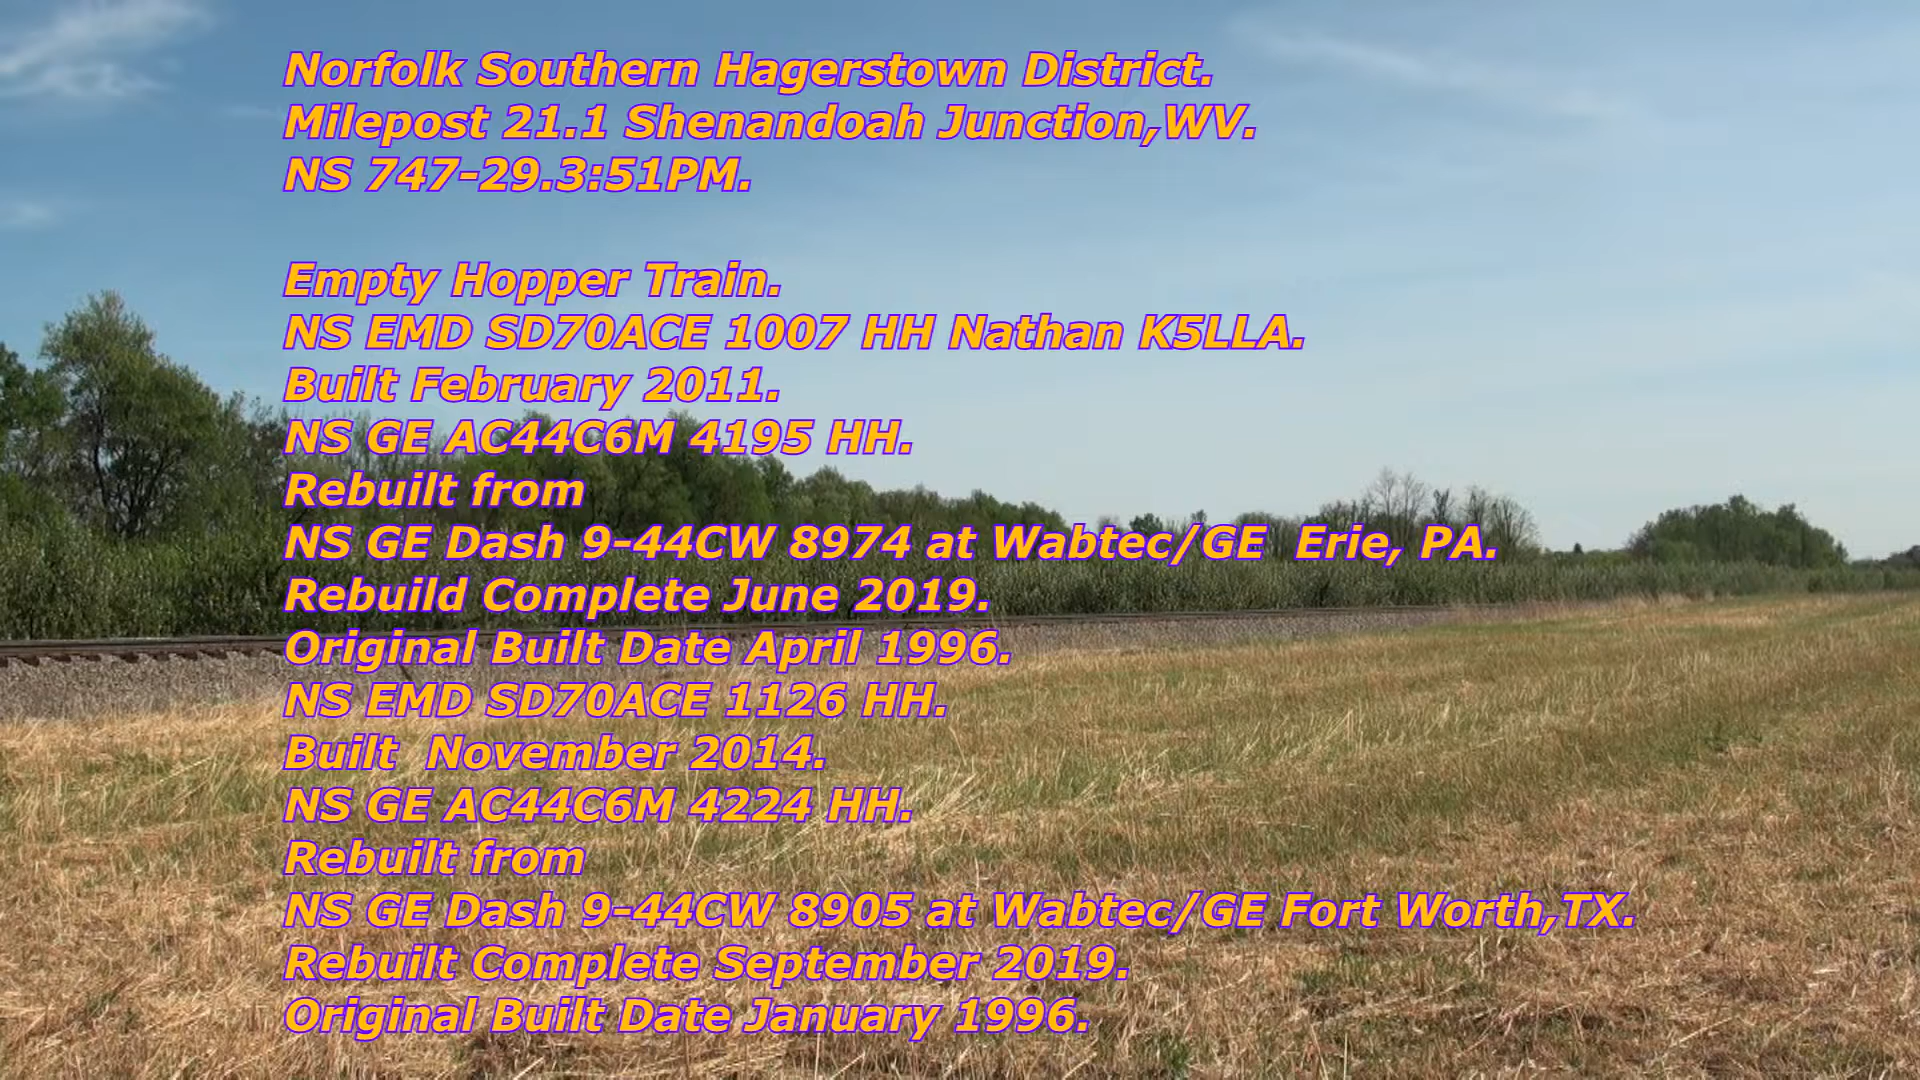 Norfolk Southern Hagerstown District.
Milepost 21.1 Shenandoah Junction,WV.
NS 747-29.3:51PM.
Empty Hopper Train.
NS EMD SD70ACE 1007 HH Nathan K5LLA.
Built February 2011.
NS GE AC44C6M 4195 HH.
Rebuilt from
NS GE Dash 9-44CW 8974 at Wabtec/GE  Erie, PA.
Rebuild Complete June 2019.
Original Built Date April 1996.
NS EMD SD70ACE 1126 HH.
Built  November 2014.
NS GE AC44C6M 4224 HH.
Rebuilt from
NS GE Dash 9-44CW 8905 at Wabtec/GE Fort Worth,TX.
Rebuilt Complete September 2019.
Original Built Date January 1996.